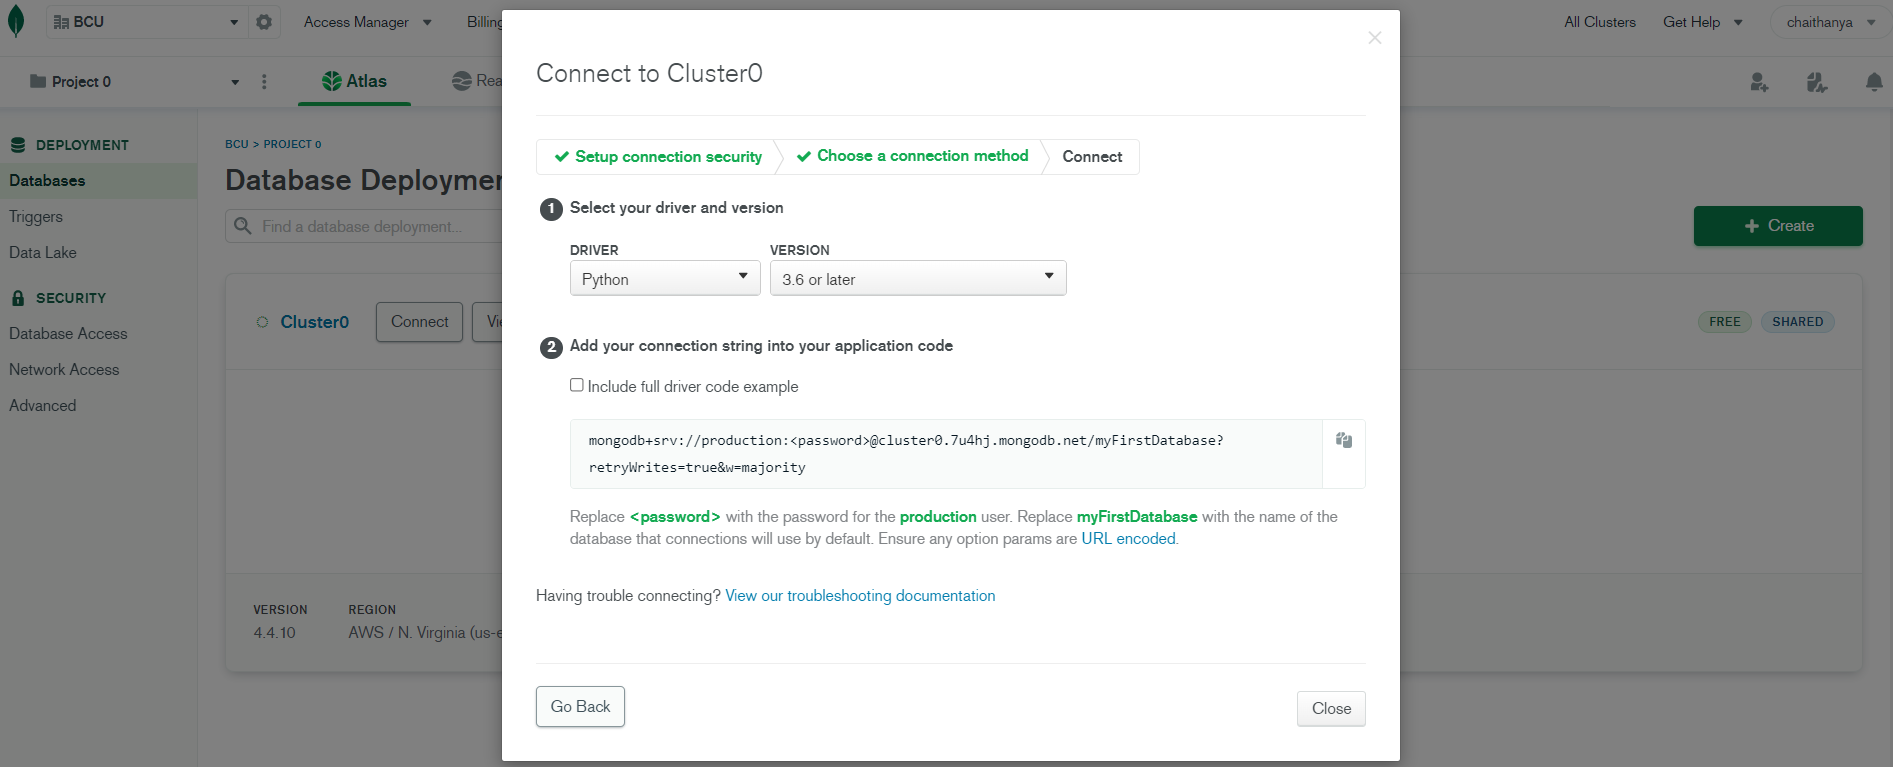 BCU
Access Manager
Billing
All Clusters
Get Help
chaithanya
Project 0
Atlas
Rea
DEPLOYMENT
Databases
Triggers
Data Lake
SECURITY
Database Access
Network Access
Advanced
BCU > PROJECT 0
Database Deploymen
Find a database deployment...
+ Create
Cluster0
Connect
Vie
FREE
SHARED
VERSION
4.4.10
REGION
AWS / N. Virginia (us-e
Connect to Cluster0
Setup connection security
Choose a connection method
Connect
1 Select your driver and version
DRIVER
Python
VERSION
3.6 or later
2 Add your connection string into your application code
Include full driver code example
mongodb+srv://production:<password>@cluster0.7u4hj.mongodb.net/myFirstDatabase?
retryWrites=true&w=majority
Replace <password> with the password for the production user. Replace myFirstDatabase with the name of the
database that connections will use by default. Ensure any option params are URL encoded.
Having trouble connecting? View our troubleshooting documentation
Go Back
Close